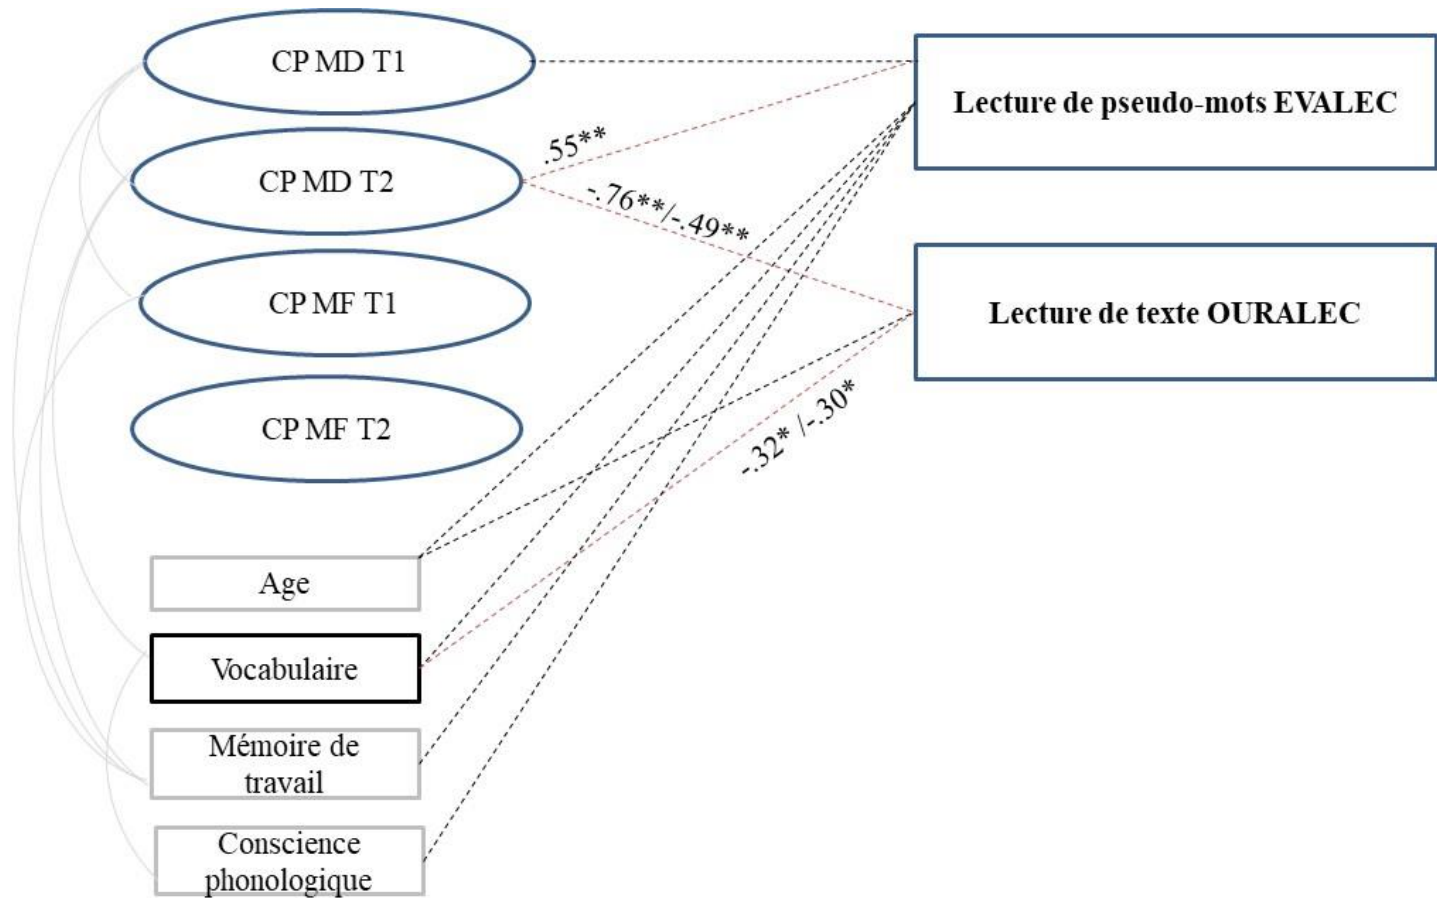 CP MD T1
Lecture de pseudo-mots EVALEC
.55**
CP MD T2
-.76**/-.49**
CP MF T1
Lecture de texte OURALEC
-.32* /-.30*
CP MF T2
Age
Vocabulaire
Mémoire de
travail
Conscience
phonologique